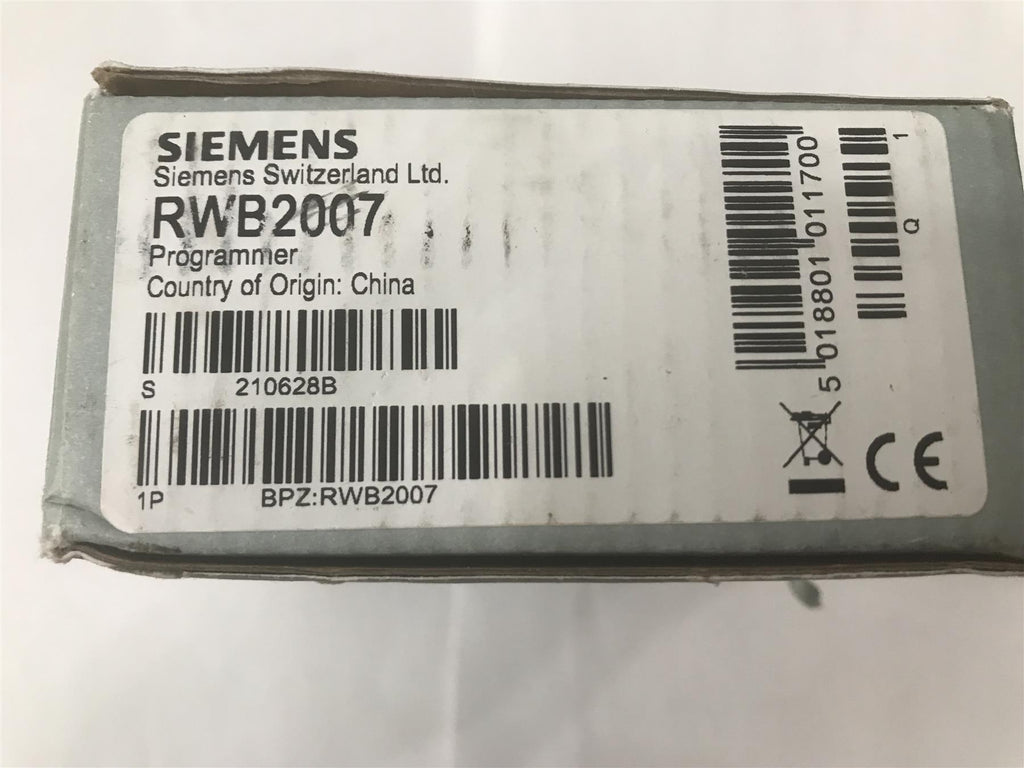 SIEMENS
Siemens Switzerland Ltd.
RWB2007
Programmer
Country of Origin: China
S 210628B
1P BPZ:RWB2007
5 018801 011700
Q 1
CE